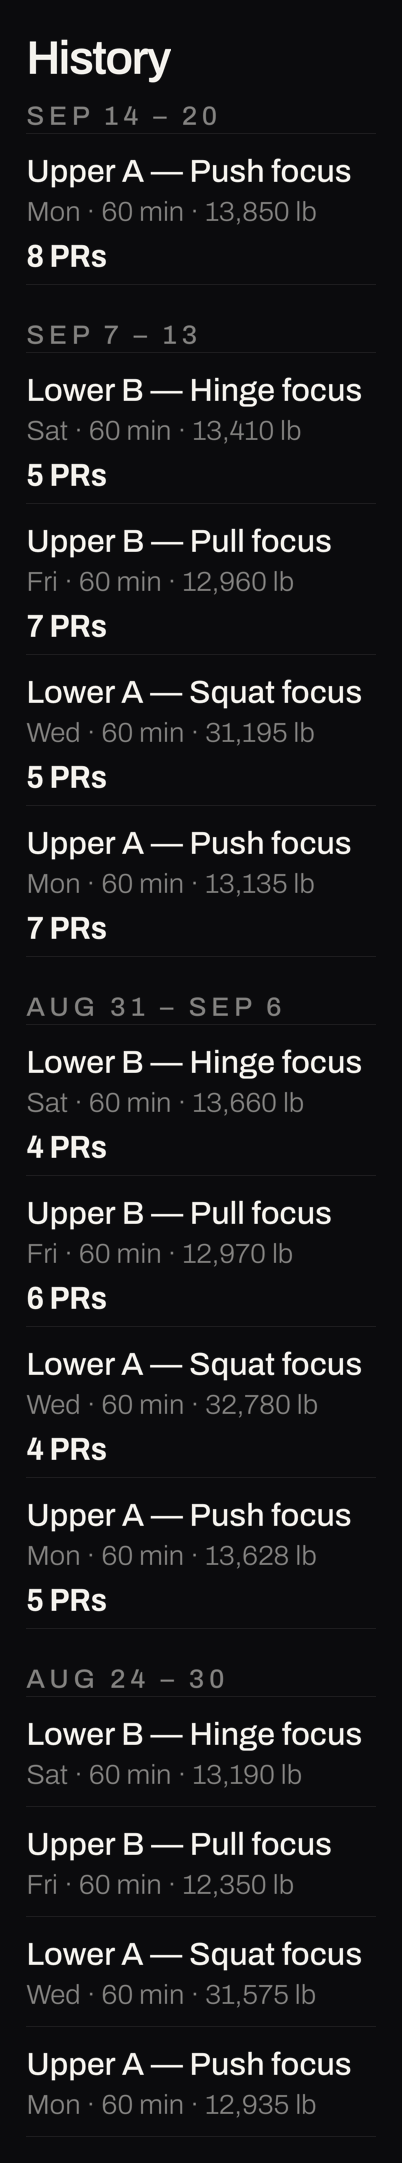 History
SEP 14 – 20
Upper A — Push focus
Mon · 60 min · 13,850 lb
8 PRs
SEP 7 – 13
Lower B — Hinge focus
Sat · 60 min · 13,410 lb
5 PRs
Upper B — Pull focus
Fri · 60 min · 12,960 lb
7 PRs
Lower A — Squat focus
Wed · 60 min · 31,195 lb
5 PRs
Upper A — Push focus
Mon · 60 min · 13,135 lb
7 PRs
AUG 31 – SEP 6
Lower B — Hinge focus
Sat · 60 min · 13,660 lb
4 PRs
Upper B — Pull focus
Fri · 60 min · 12,970 lb
6 PRs
Lower A — Squat focus
Wed · 60 min · 32,780 lb
4 PRs
Upper A — Push focus
Mon · 60 min · 13,628 lb
5 PRs
AUG 24 – 30
Lower B — Hinge focus
Sat · 60 min · 13,190 lb
Upper B — Pull focus
Fri · 60 min · 12,350 lb
Lower A — Squat focus
Wed · 60 min · 31,575 lb
Upper A — Push focus
Mon · 60 min · 12,935 lb